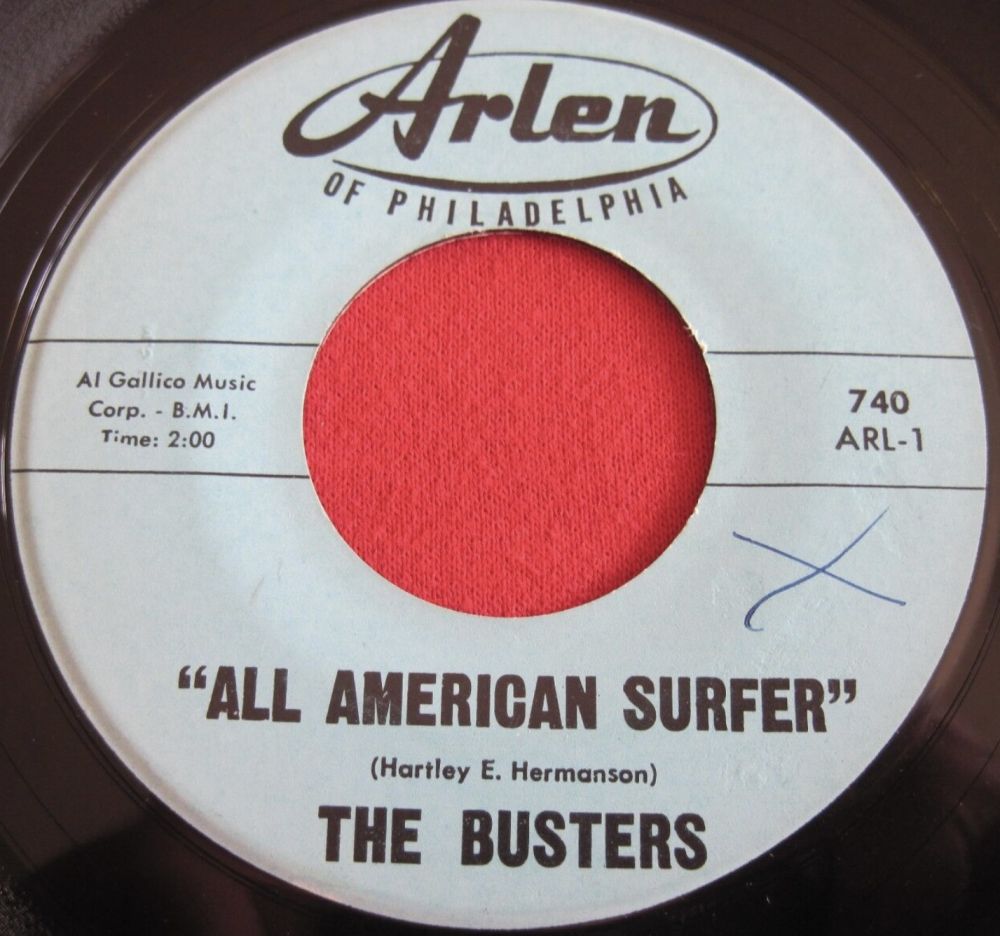 Arlen
OF PHILADELPHIA
Al Gallico Music
Corp. - B.M.I.
Time: 2:00
740
ARL-1
X
"ALL AMERICAN SURFER"
(Hartley E. Hermanson)
THE BUSTERS